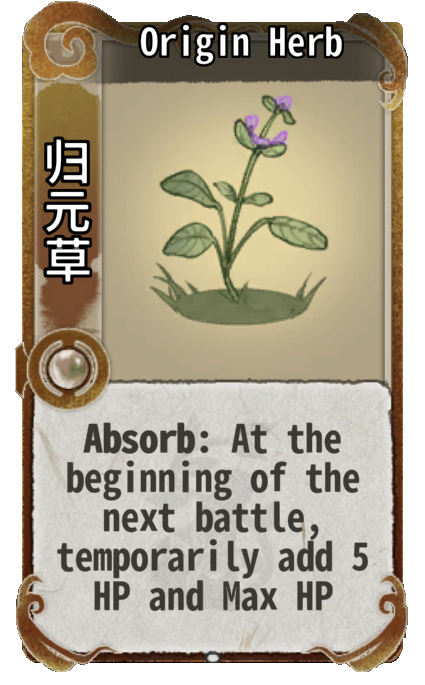 Origin Herb
归元草
Absorb: At the
beginning of the
next battle,
temporarily add 5
HP and Max HP